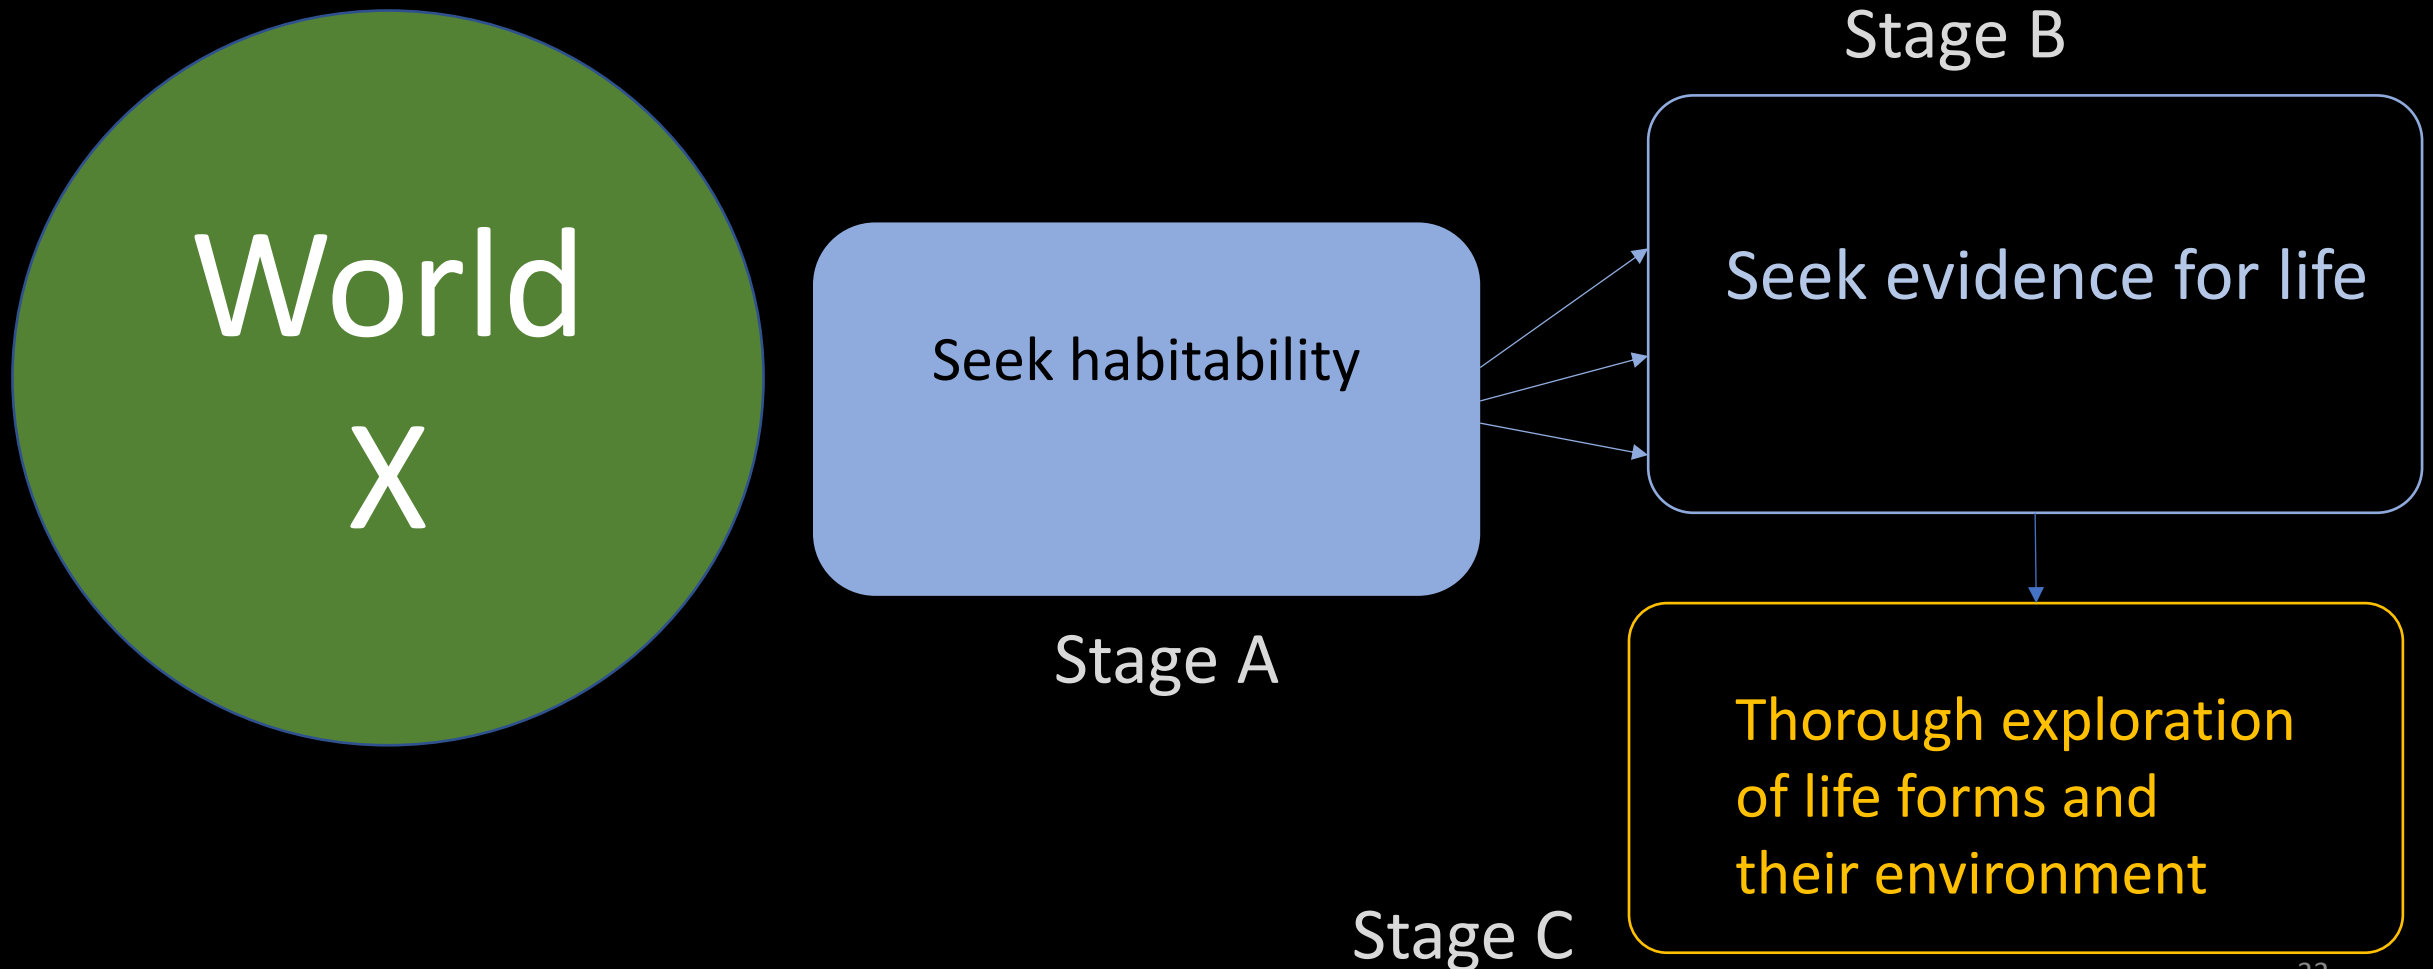 World
X
Seek habitability
Stage A
Stage B
Seek evidence for life
Thorough exploration
of life forms and
their environment
Stage C